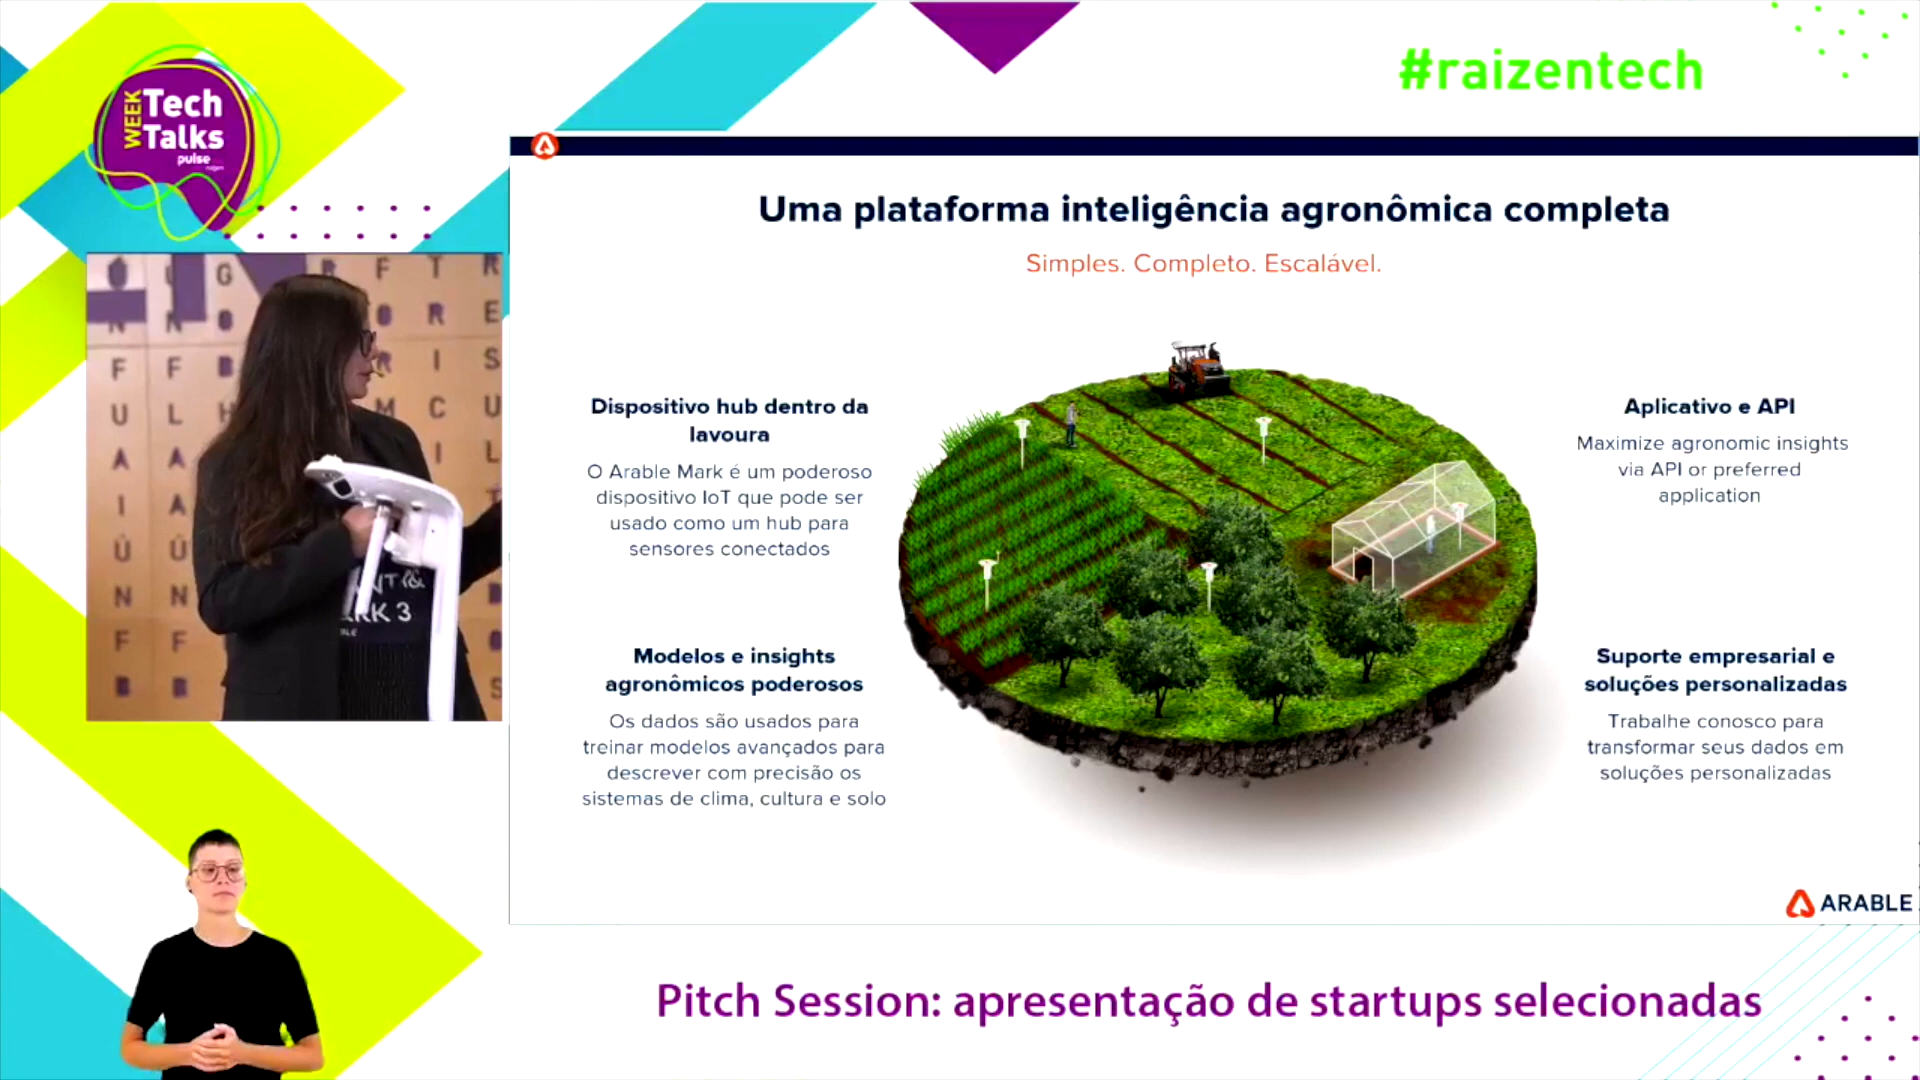 #raizentech
WEEK
Tech
Talks
pulse
Uma plataforma inteligência agronômica completa
Simples. Completo. Escalável.
Dispositivo hub dentro da
lavoura
O Arable Mark é um poderoso
dispositivo IoT que pode ser
usado como um hub para
sensores conectados
Modelos e insights
agronômicos poderosos
Os dados são usados para
treinar modelos avançados para
descrever com precisão os
sistemas de clima, cultura e solo
Aplicativo e API
Maximize agronomic insights
via API or preferred
application
Suporte empresarial e
soluções personalizadas
Trabalhe conosco para
transformar seus dados em
soluções personalizadas
ARABLE
Pitch Session: apresentação de startups selecionadas